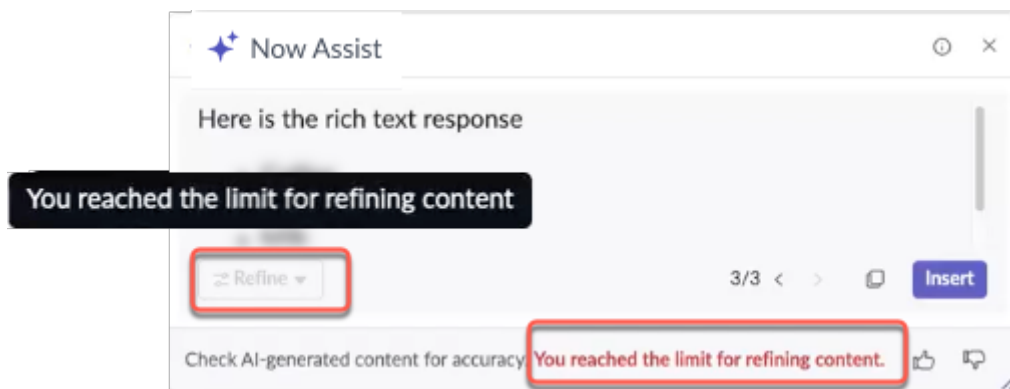 Now Assist
Here is the rich text response
You reached the limit for refining content
Refine
3/3 < >
Insert
Check AI-generated content for accuracy. You reached the limit for refining content.